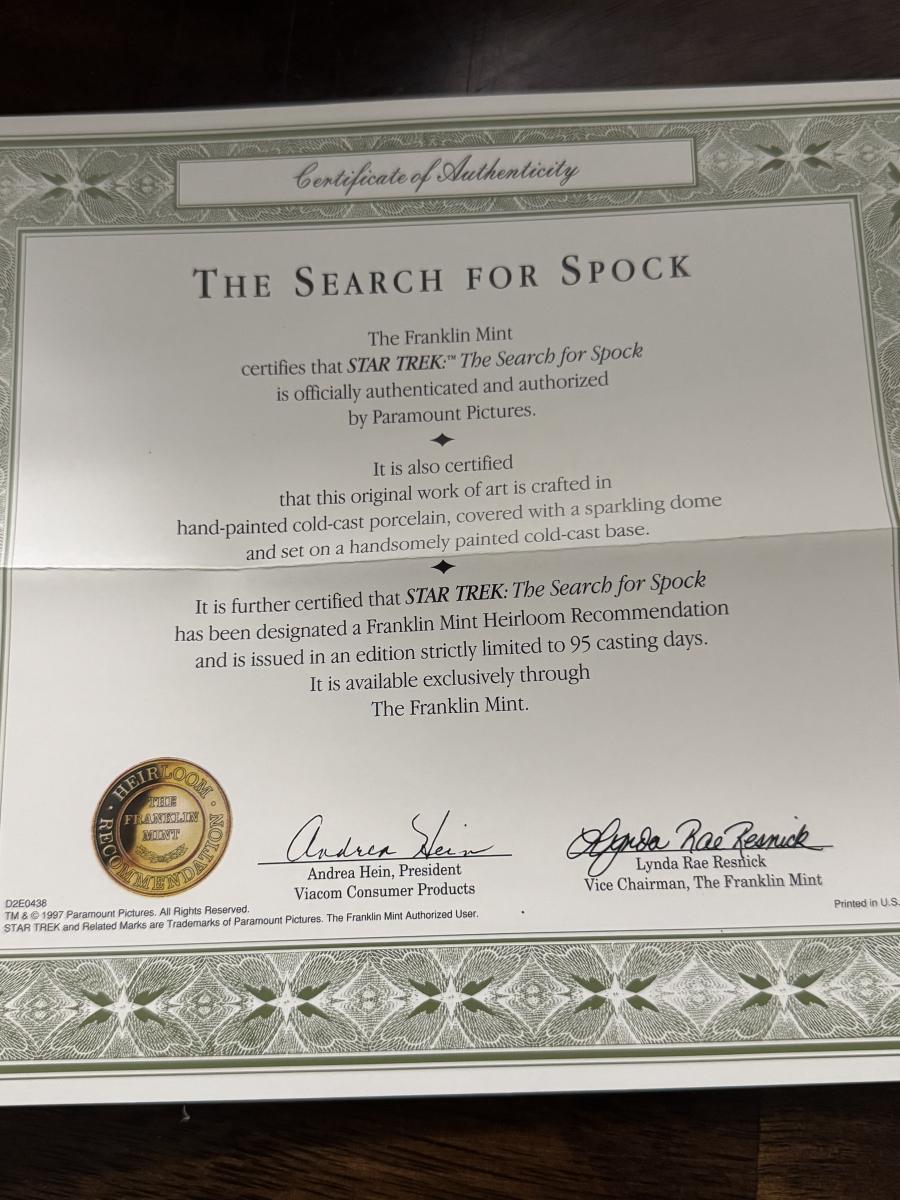 Certificate of Authenticity
THE SEARCH FOR SPOCK
The Franklin Mint
certifies that STAR TREK:™ The Search for Spock
is officially authenticated and authorized
by Paramount Pictures.
It is also certified
that this original work of art is crafted in
hand-painted cold-cast porcelain, covered with a sparkling dome
and set on a handsomely painted cold-cast base.
It is further certified that STAR TREK: The Search for Spock
has been designated a Franklin Mint Heirloom Recommendation
and is issued in an edition strictly limited to 95 casting days.
It is available exclusively through
The Franklin Mint.
HEIRLOOM
THE
FRANKLIN
MINT
RECOMMENDATION
Andrea Hein
Andrea Hein, President
Viacom Consumer Products
Lynda Rae Resnick
Lynda Rae Resnick
Vice Chairman, The Franklin Mint
D2E0438
TM & © 1997 Paramount Pictures. All Rights Reserved.
STAR TREK and Related Marks are Trademarks of Paramount Pictures. The Franklin Mint Authorized User.
Printed in U.S.